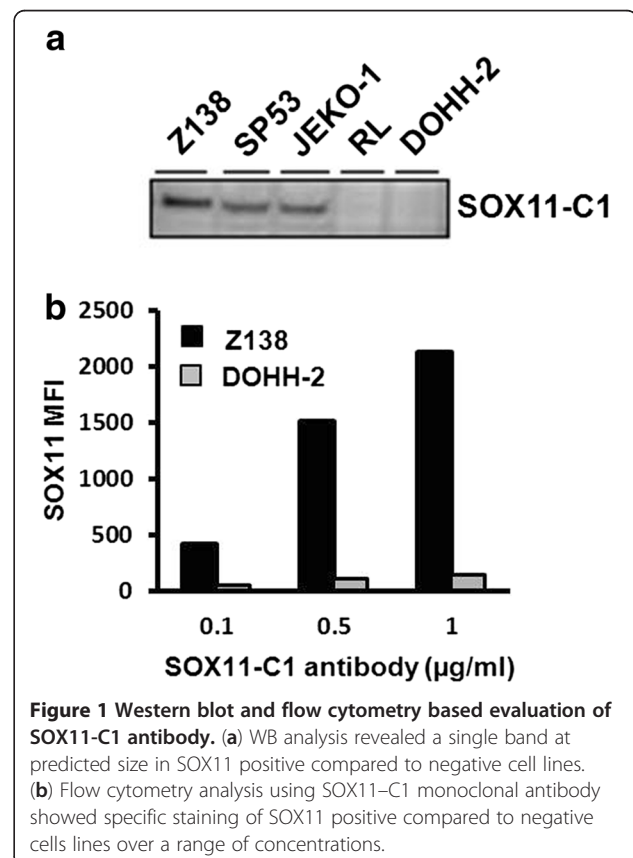 a
Z138 SP53 JEKO-1 RL DOHH-2
SOX11-C1
b
2500
2000
1500
1000
500
0
SOX11 MFI
Z138
DOHH-2
0.1 0.5 1
SOX11-C1 antibody (µg/ml)
Figure 1 Western blot and flow cytometry based evaluation of
SOX11-C1 antibody. (a) WB analysis revealed a single band at
predicted size in SOX11 positive compared to negative cell lines.
(b) Flow cytometry analysis using SOX11–C1 monoclonal antibody
showed specific staining of SOX11 positive compared to negative
cells lines over a range of concentrations.